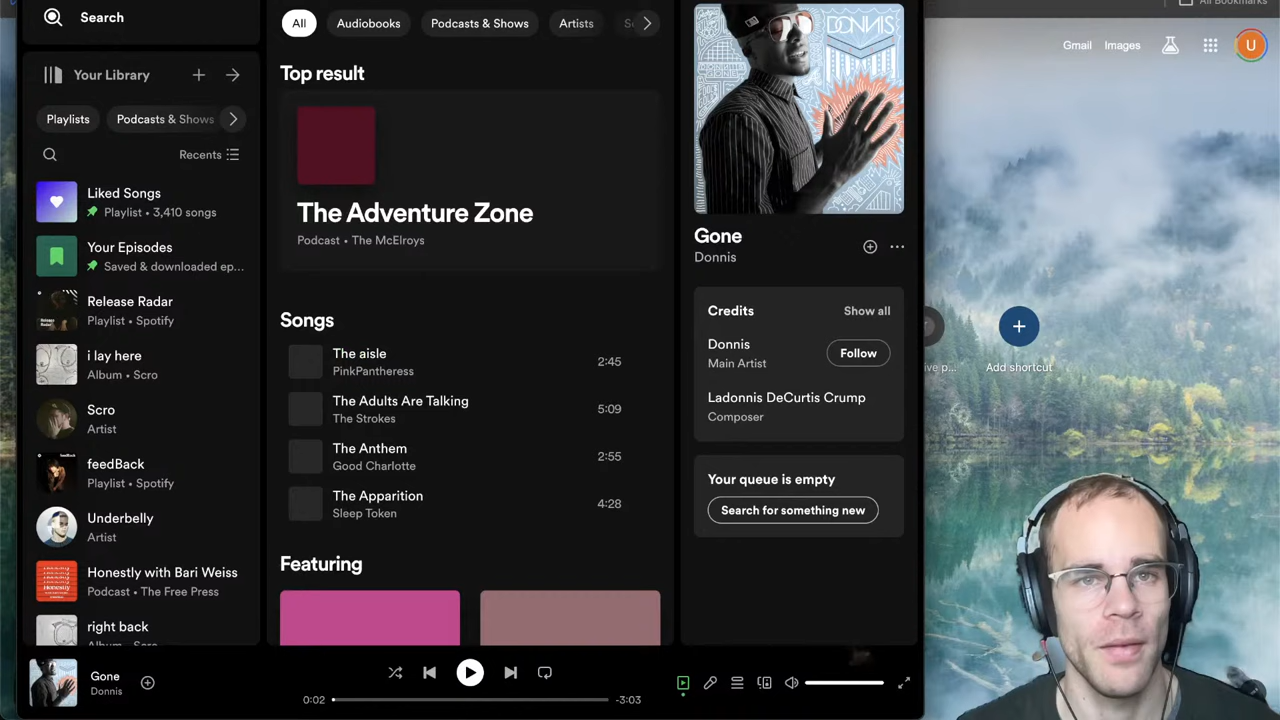 Search
Your Library
Playlists
Podcasts & Shows
Recents
Liked Songs
Playlist • 3,410 songs
Your Episodes
Saved & downloaded ep...
Release Radar
Playlist • Spotify
i lay here
Album • Scro
Scro
Artist
feedBack
Playlist • Spotify
Underbelly
Artist
Honestly with Bari Weiss
Podcast • The Free Press
right back
Album • Scro
All
Audiobooks
Podcasts & Shows
Artists
Top result
The Adventure Zone
Podcast • The McElroys
Songs
The aisle
PinkPantheress
2:45
The Adults Are Talking
The Strokes
5:09
The Anthem
Good Charlotte
2:55
The Apparition
Sleep Token
4:28
Featuring
DONNIS
Gone
Donnis
Credits
Show all
Donnis
Main Artist
Follow
Ladonnis DeCurtis Crump
Composer
Your queue is empty
Search for something new
All Bookmarks
Gmail
Images
U
ive p...
Add shortcut
Gone
Donnis
0:02
-3:03